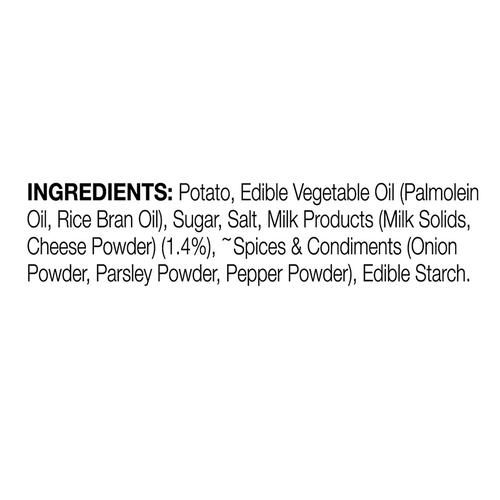 INGREDIENTS: Potato, Edible Vegetable Oil (Palmolein
Oil, Rice Bran Oil), Sugar, Salt, Milk Products (Milk Solids,
Cheese Powder) (1.4%), ~Spices & Condiments (Onion
Powder, Parsley Powder, Pepper Powder), Edible Starch.